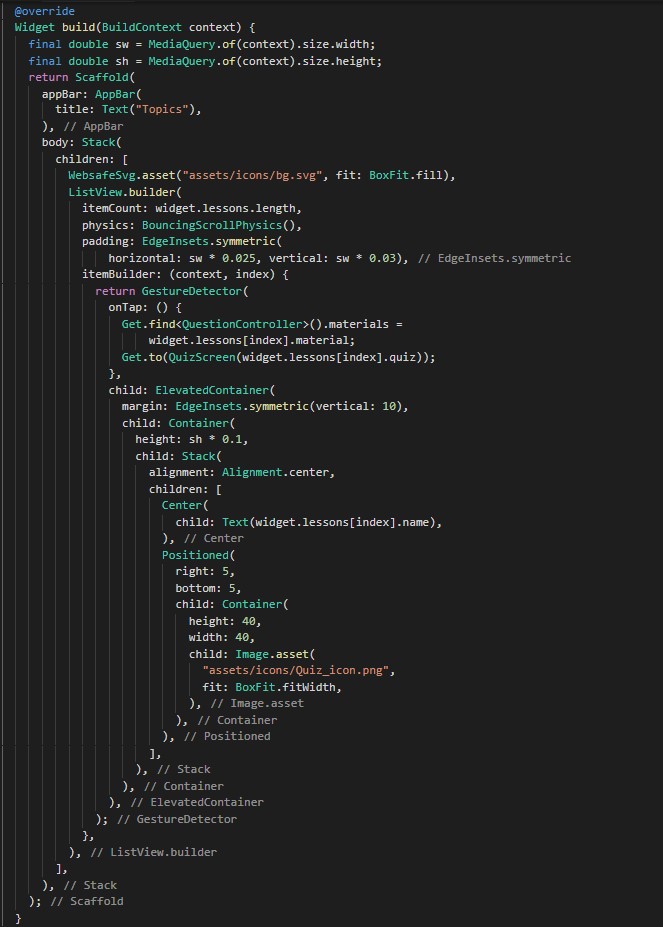 @override
Widget build(BuildContext context) {
  final double sw = MediaQuery.of(context).size.width;
  final double sh = MediaQuery.of(context).size.height;
  return Scaffold(
    appBar: AppBar(
      title: Text("Topics"),
    ), // AppBar
    body: Stack(
      children: [
        WebsafeSvg.asset("assets/icons/bg.svg", fit: BoxFit.fill),
        ListView.builder(
          itemCount: widget.lessons.length,
          physics: BouncingScrollPhysics(),
          padding: EdgeInsets.symmetric(
              horizontal: sw * 0.025, vertical: sw * 0.03), // EdgeInsets.symmetric
          itemBuilder: (context, index) {
            return GestureDetector(
              onTap: () {
                Get.find<QuestionController>().materials =
                    widget.lessons[index].material;
                Get.to(QuizScreen(widget.lessons[index].quiz));
              },
              child: ElevatedContainer(
                margin: EdgeInsets.symmetric(vertical: 10),
                child: Container(
                  height: sh * 0.1,
                  child: Stack(
                    alignment: Alignment.center,
                    children: [
                      Center(
                        child: Text(widget.lessons[index].name),
                      ), // Center
                      Positioned(
                        right: 5,
                        bottom: 5,
                        child: Container(
                          height: 40,
                          width: 40,
                          child: Image.asset(
                            "assets/icons/Quiz_icon.png",
                            fit: BoxFit.fitWidth,
                          ), // Image.asset
                        ), // Container
                      ), // Positioned
                    ],
                  ), // Stack
                ), // Container
              ), // ElevatedContainer
            ); // GestureDetector
          },
        ), // ListView.builder
      ],
    ), // Stack
  ); // Scaffold
}